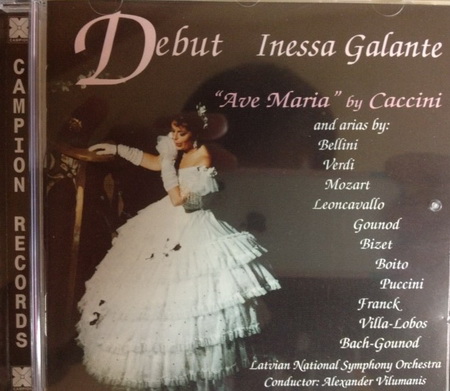 CAMPION RECORDS
Debut Inessa Galante
"Ave Maria" by Caccini
and arias by:
Bellini
Verdi
Mozart
Leoncavallo
Gounod
Bizet
Boito
Puccini
Franck
Villa-Lobos
Bach-Gounod
Latvian National Symphony Orchestra
Conductor: Alexander Vilumanis